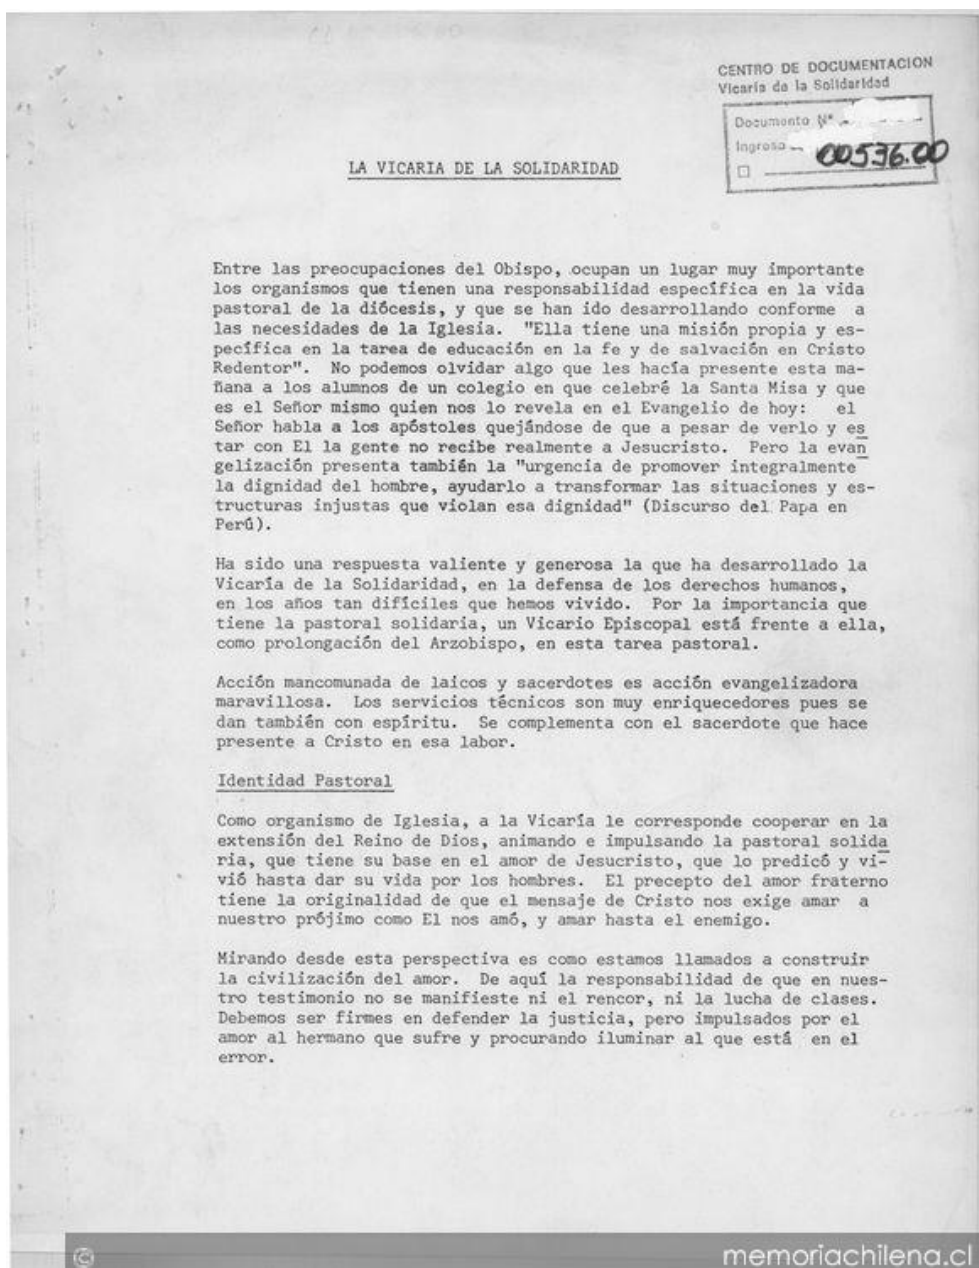 CENTRO DE DOCUMENTACION
Vicaría de la Solidaridad
Documento Nº
Ingreso 00536.00
LA VICARIA DE LA SOLIDARIDAD
Entre las preocupaciones del Obispo, ocupan un lugar muy importante
los organismos que tienen una responsabilidad específica en la vida
pastoral de la diócesis, y que se han ido desarrollando conforme a
las necesidades de la Iglesia. "Ella tiene una misión propia y es-
pecífica en la tarea de educación en la fe y de salvación en Cristo
Redentor". No podemos olvidar algo que les hacía presente esta ma-
ñana a los alumnos de un colegio en que celebré la Santa Misa y que
es el Señor mismo quien nos lo revela en el Evangelio de hoy: el
Señor habla a los apóstoles quejándose de que a pesar de verlo y es
tar con El la gente no recibe realmente a Jesucristo. Pero la evan
gelización presenta también la "urgencia de promover integralmente
la dignidad del hombre, ayudarlo a transformar las situaciones y es-
tructuras injustas que violan esa dignidad" (Discurso del Papa en
Perú).
Ha sido una respuesta valiente y generosa la que ha desarrollado la
Vicaría de la Solidaridad, en la defensa de los derechos humanos,
en los años tan difíciles que hemos vivido. Por la importancia que
tiene la pastoral solidaria, un Vicario Episcopal está frente a ella,
como prolongación del Arzobispo, en esta tarea pastoral.
Acción mancomunada de laicos y sacerdotes es acción evangelizadora
maravillosa. Los servicios técnicos son muy enriquecedores pues se
dan también con espíritu. Se complementa con el sacerdote que hace
presente a Cristo en esa labor.
Identidad Pastoral
Como organismo de Iglesia, a la Vicaría le corresponde cooperar en la
extensión del Reino de Dios, animando e impulsando la pastoral solida
ria, que tiene su base en el amor de Jesucristo, que lo predicó y vi-
vió hasta dar su vida por los hombres. El precepto del amor fraterno
tiene la originalidad de que el mensaje de Cristo nos exige amar a
nuestro prójimo como El nos amó, y amar hasta el enemigo.
Mirando desde esta perspectiva es como estamos llamados a construir
la civilización del amor. De aquí la responsabilidad de que en nues-
tro testimonio no se manifieste ni el rencor, ni la lucha de clases.
Debemos ser firmes en defender la justicia, pero impulsados por el
amor al hermano que sufre y procurando iluminar al que está en el
error.
© memoriachilena.cl